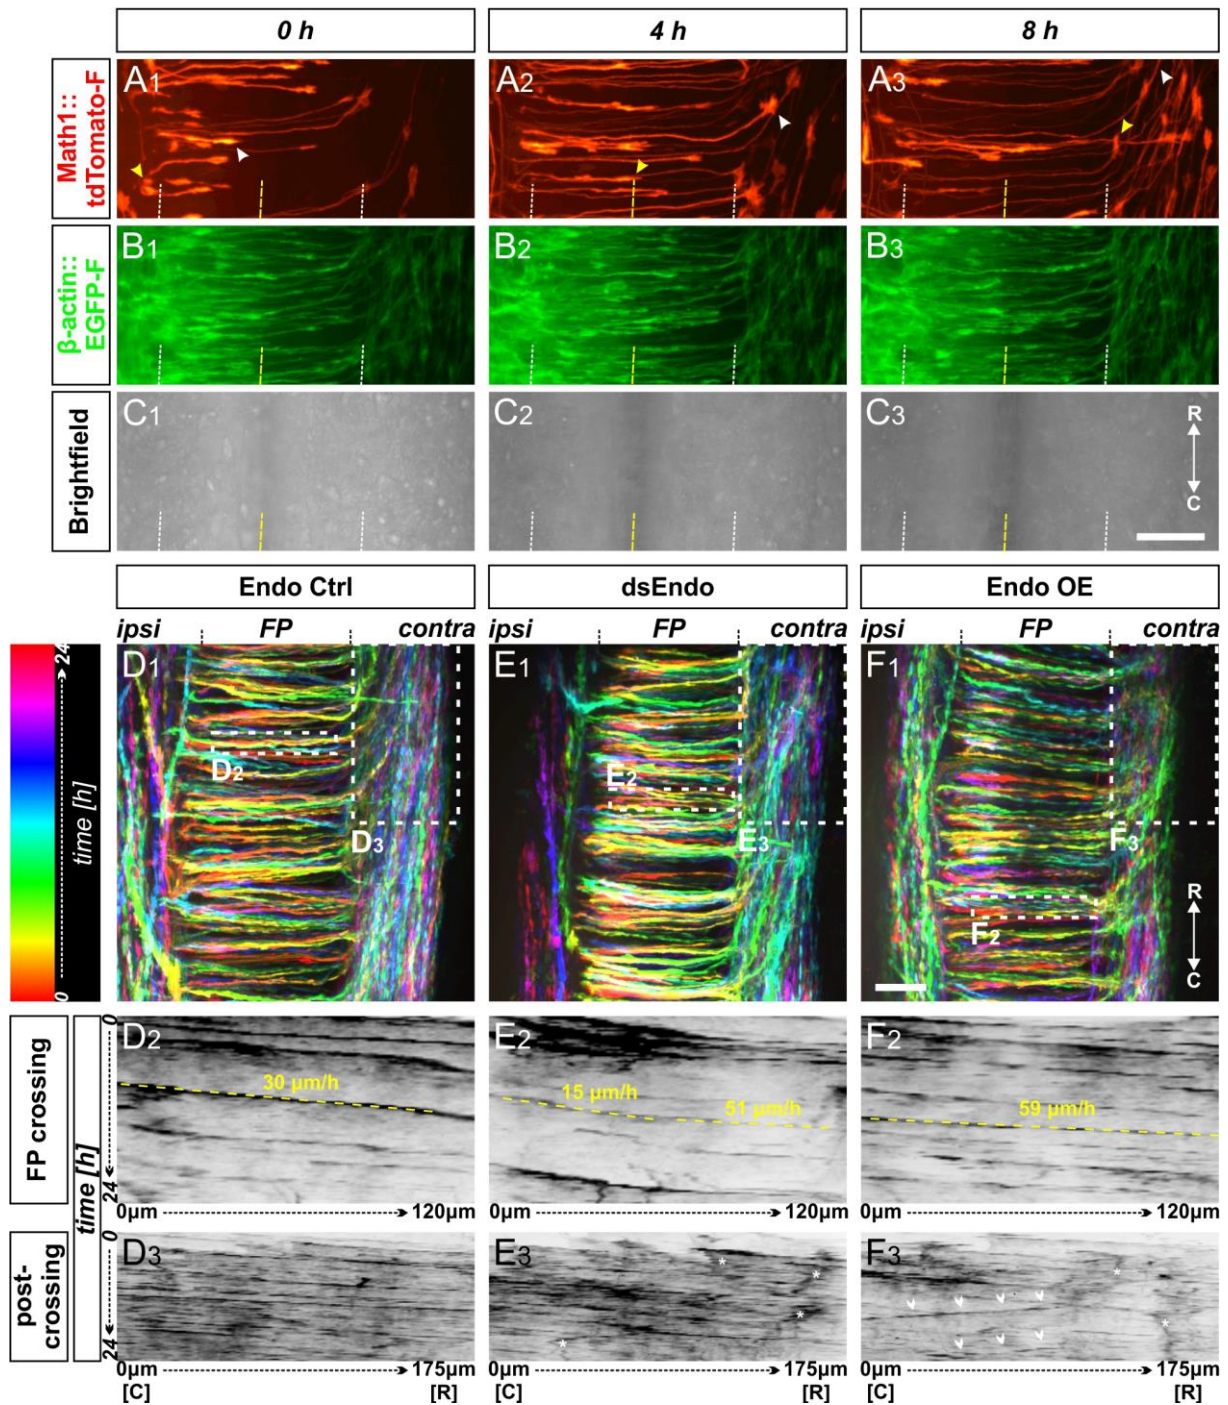 0 h
4 h
8 h
Math1::
tdTomato-F
A1
A2
A3
β-actin::
EGFP-F
B1
B2
B3
Brightfield
C1
C2
C3
R
C
Endo Ctrl
dsEndo
Endo OE
ipsi
FP
contra
ipsi
FP
contra
ipsi
FP
contra
0
24
time [h]
D1
D2
D3
E1
E2
E3
F1
F2
F3
R
C
FP crossing
time [h]
0
24
D2
30 µm/h
0µm
120µm
E2
15 µm/h
51 µm/h
0µm
120µm
F2
59 µm/h
0µm
120µm
post-
crossing
0
24
D3
0µm
175µm
[C]
[R]
E3
*
*
*
*
0µm
175µm
[C]
[R]
F3
*
*
0µm
175µm
[C]
[R]